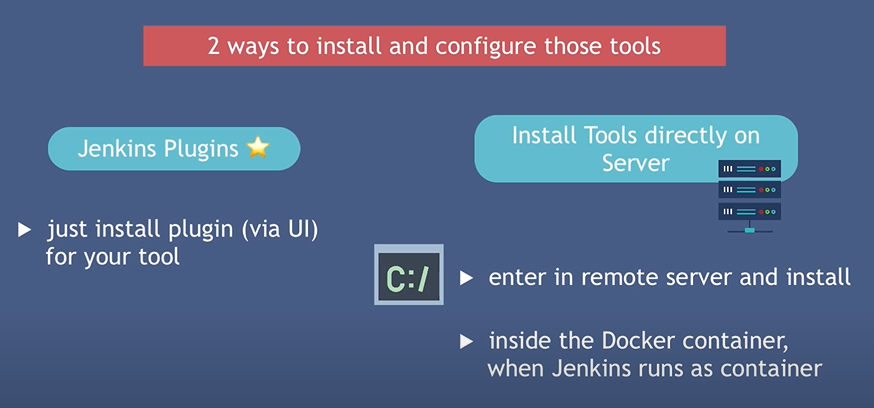 2 ways to install and configure those tools
Jenkins Plugins ⭐
just install plugin (via UI)
for your tool
Install Tools directly on
Server
C:/
enter in remote server and install
inside the Docker container,
when Jenkins runs as container